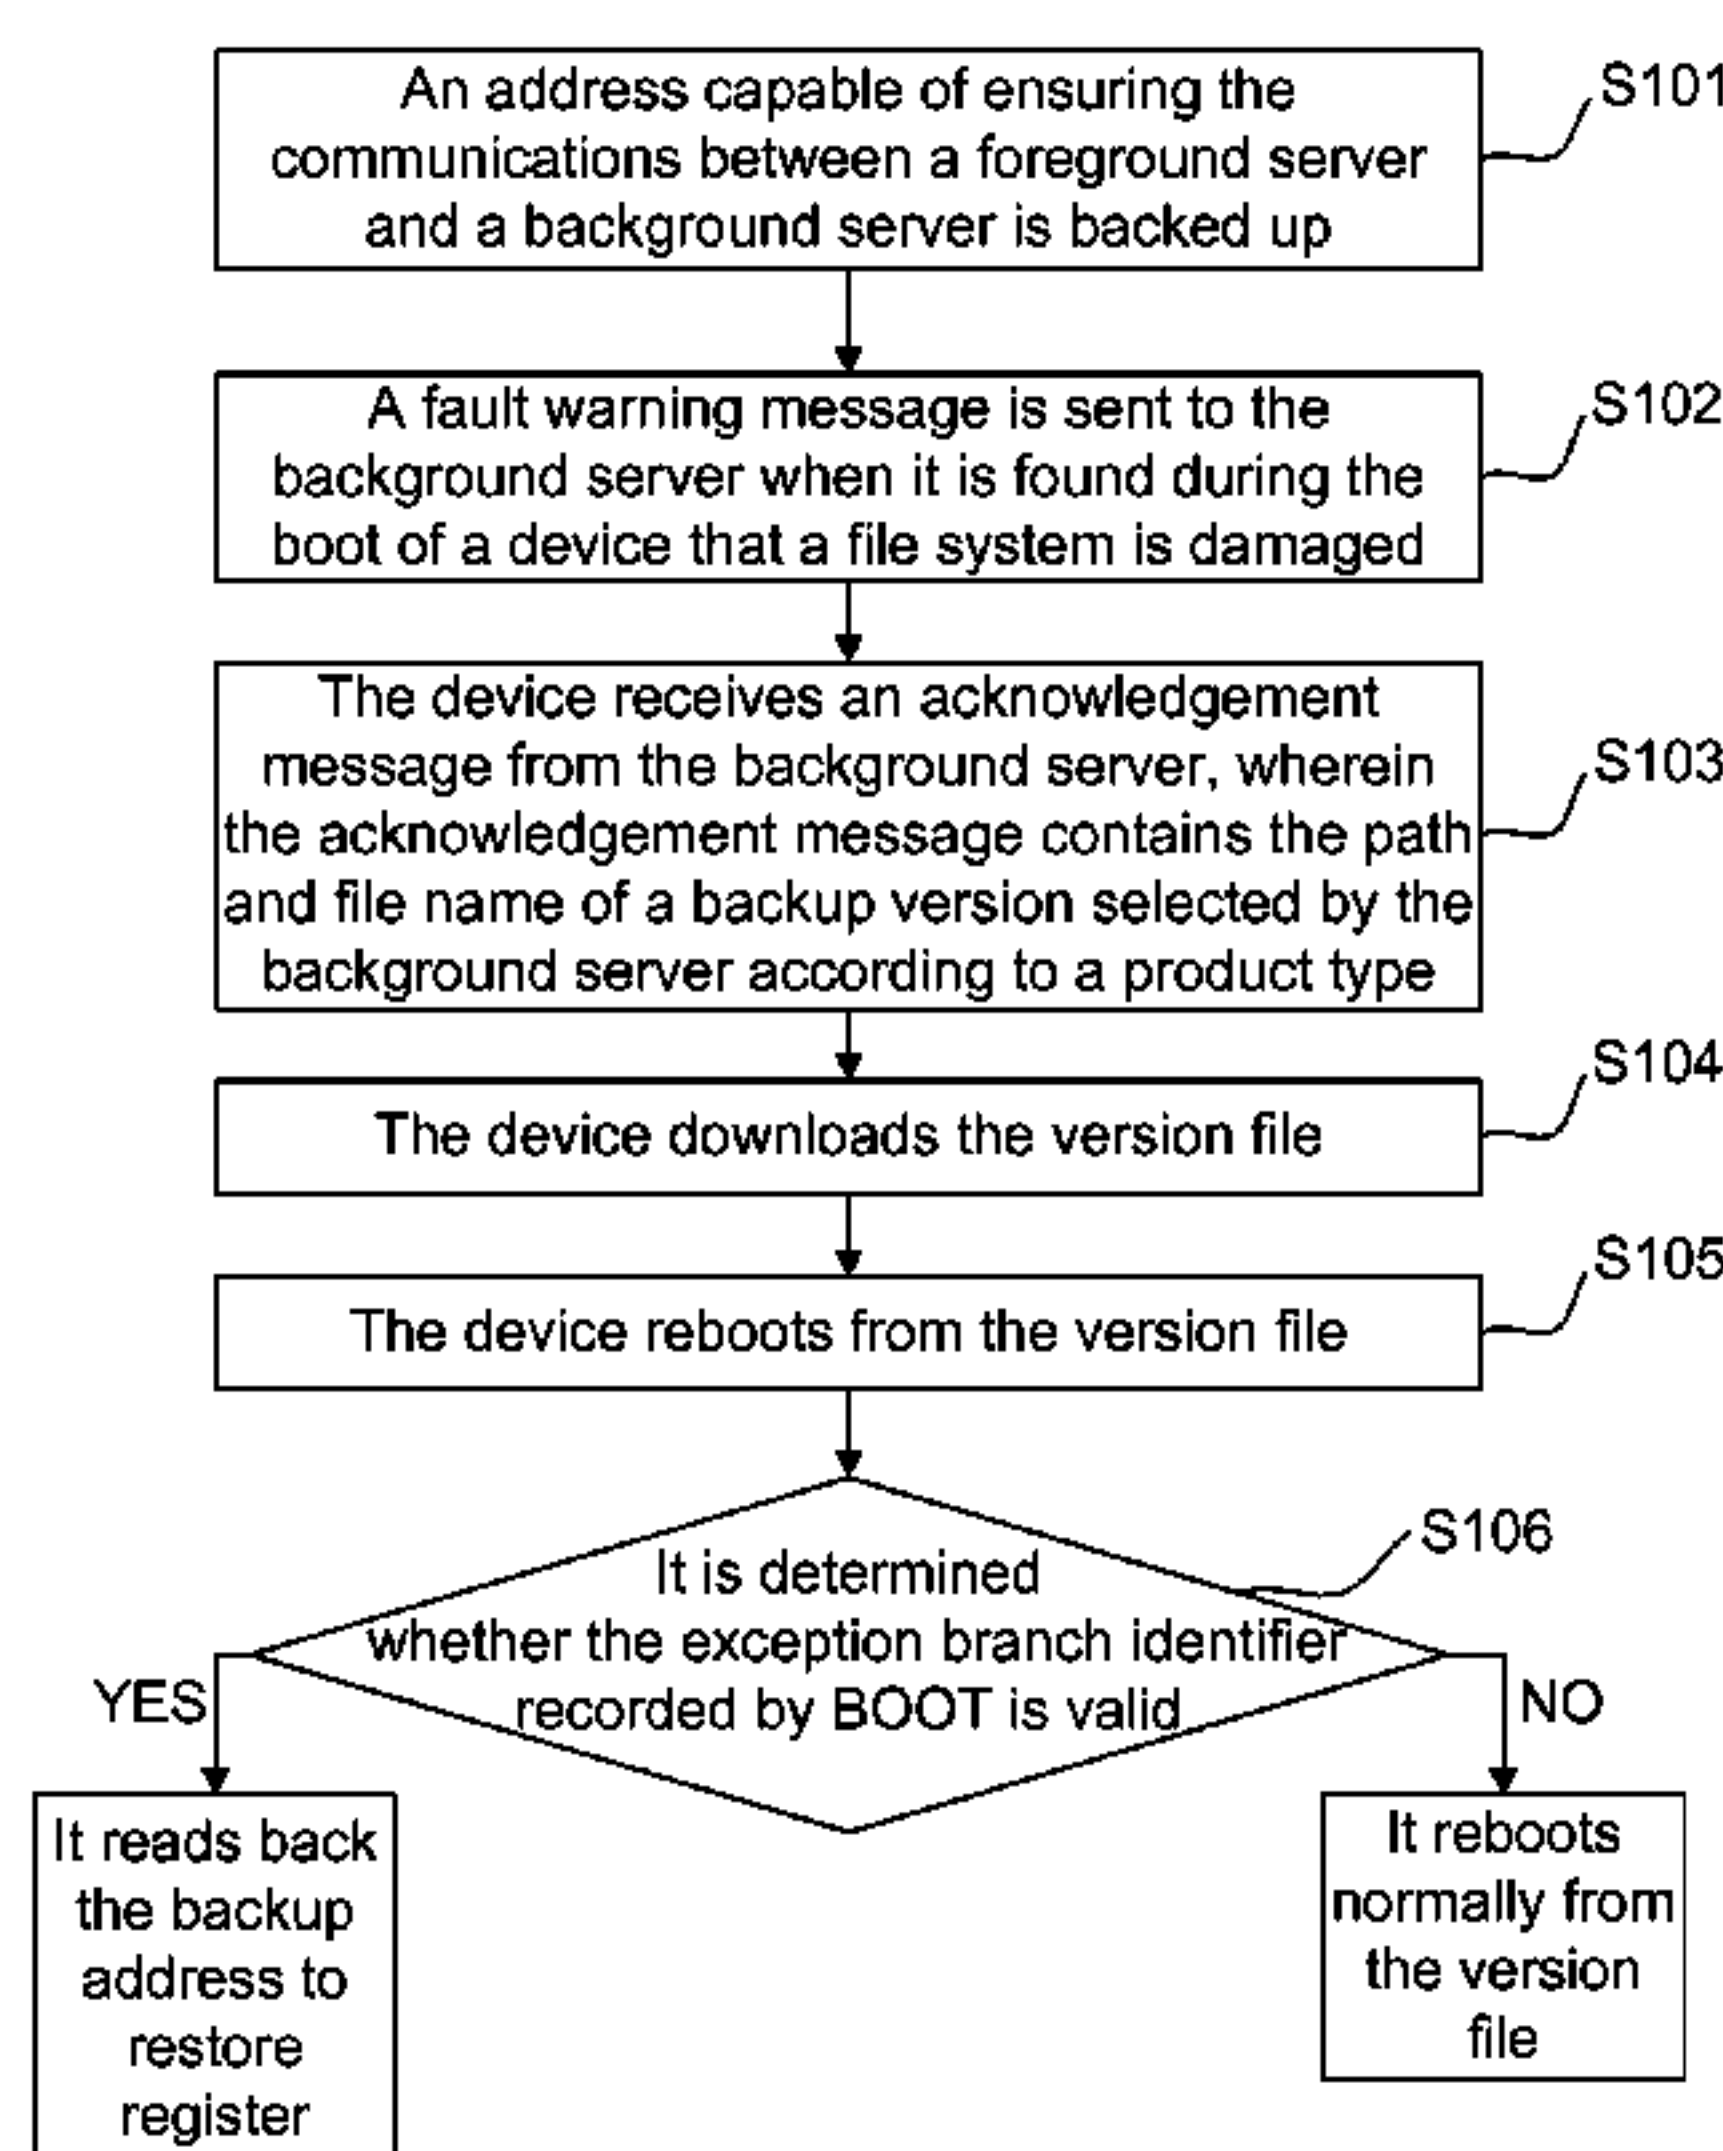 An address capable of ensuring the
communications between a foreground server
and a background server is backed up
S101
A fault warning message is sent to the
background server when it is found during the
boot of a device that a file system is damaged
S102
The device receives an acknowledgement
message from the background server, wherein
the acknowledgement message contains the path
and file name of a backup version selected by the
background server according to a product type
S103
The device downloads the version file
S104
The device reboots from the version file
S105
It is determined
whether the exception branch identifier
recorded by BOOT is valid
S106
YES
NO
It reads back
the backup
address to
restore
register
It reboots
normally from
the version
file